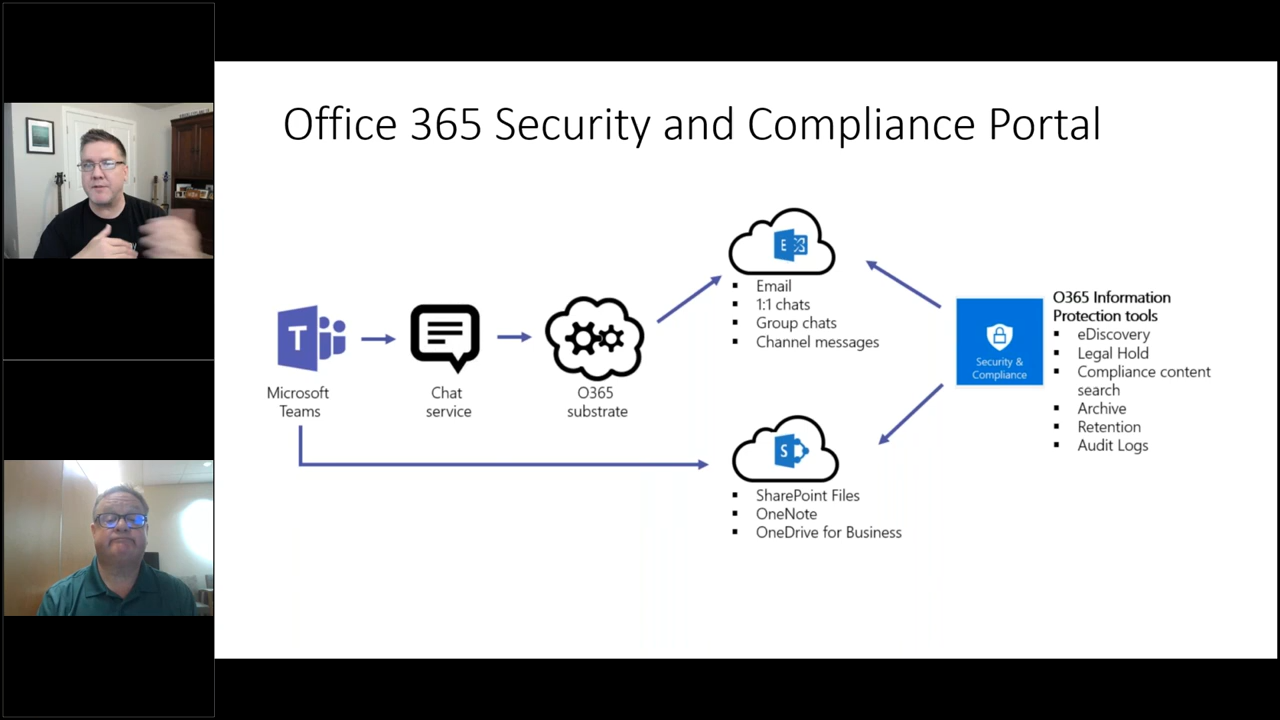 Office 365 Security and Compliance Portal
T
Microsoft
Teams
Chat
service
O365
substrate
E
Email
1:1 chats
Group chats
Channel messages
S
SharePoint Files
OneNote
OneDrive for Business
Security &
Compliance
O365 Information
Protection tools
eDiscovery
Legal Hold
Compliance content
search
Archive
Retention
Audit Logs